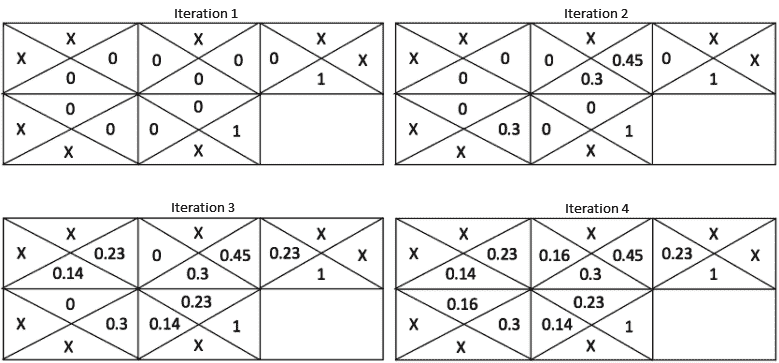 Iteration 1
X X X
X 0 0 0 0 X
0 0 1
0 0
X 0 0 1
X X
Iteration 2
X X X
X 0 0 0.45 0 X
0 0.3 1
0 0
X 0.3 0 1
X X
Iteration 3
X X X
X 0.23 0 0.45 0.23 X
0.14 0.3 1
0 0.23
X 0.3 0.14 1
X X
Iteration 4
X X X
X 0.23 0.16 0.45 0.23 X
0.14 0.3 1
0.16 0.23
X 0.3 0.14 1
X X